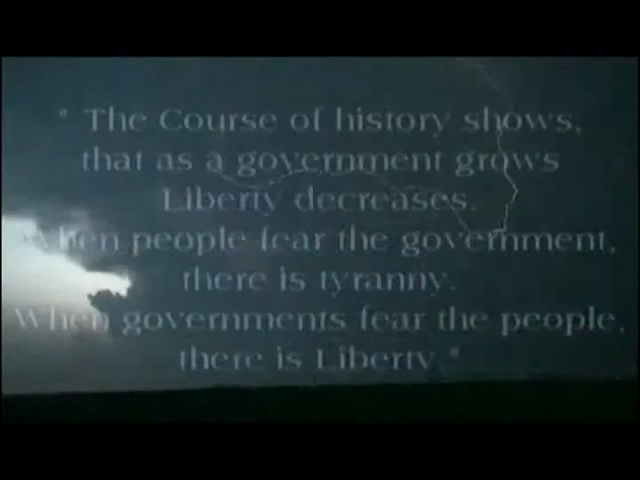 " The Course of history shows,
that as a government grows
Liberty decreases.
When people fear the government,
there is tyranny.
When governments fear the people,
there is Liberty."